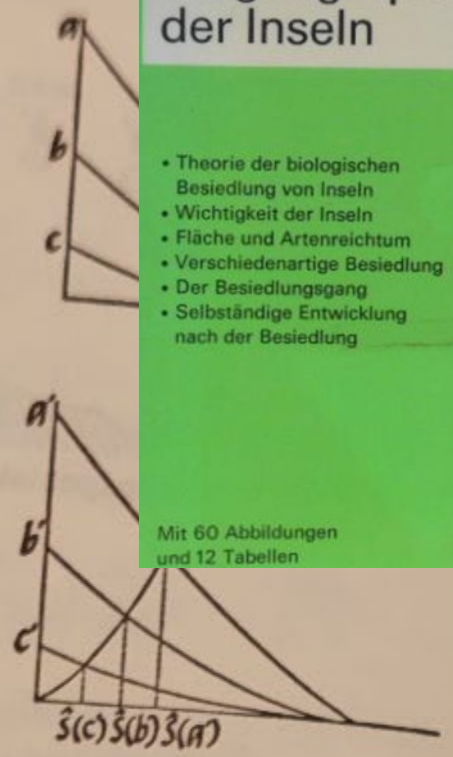 der Inseln
• Theorie der biologischen
Besiedlung von Inseln
• Wichtigkeit der Inseln
• Fläche und Artenreichtum
• Verschiedenartige Besiedlung
• Der Besiedlungsgang
• Selbständige Entwicklung
nach der Besiedlung
Mit 60 Abbildungen
und 12 Tabellen
a
b
c
a'
b'
c'
ŝ(c) ŝ(b) ŝ(a)